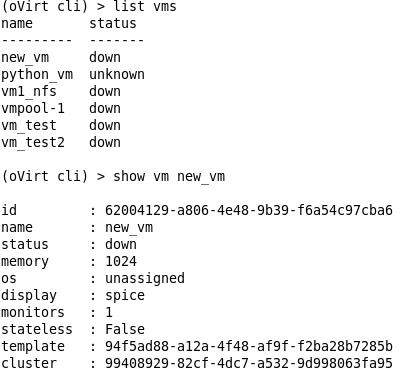 (oVirt cli) > list vms
name      status
--------- -------
new_vm    down
python_vm unknown
vm1_nfs   down
vmpool-1  down
vm_test   down
vm_test2  down
(oVirt cli) > show vm new_vm
id        : 62004129-a806-4e48-9b39-f6a54c97cba6
name      : new_vm
status    : down
memory    : 1024
os        : unassigned
display   : spice
monitors  : 1
stateless : False
template  : 94f5ad88-a12a-4f48-af9f-f2ba28b7285b
cluster   : 99408929-82cf-4dc7-a532-9d998063fa95